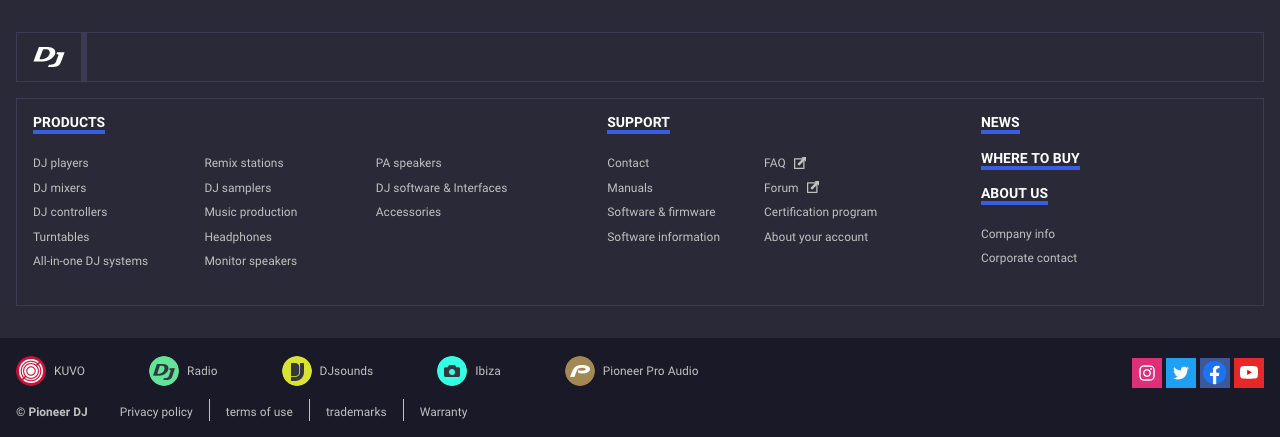 DJ
PRODUCTS
DJ players
DJ mixers
DJ controllers
Turntables
All-in-one DJ systems
Remix stations
DJ samplers
Music production
Headphones
Monitor speakers
PA speakers
DJ software & Interfaces
Accessories
SUPPORT
Contact
Manuals
Software & firmware
Software information
FAQ
Forum
Certification program
About your account
NEWS
WHERE TO BUY
ABOUT US
Company info
Corporate contact
KUVO
DJ Radio
DJsounds
Ibiza
Pioneer Pro Audio
© Pioneer DJ
Privacy policy
terms of use
trademarks
Warranty